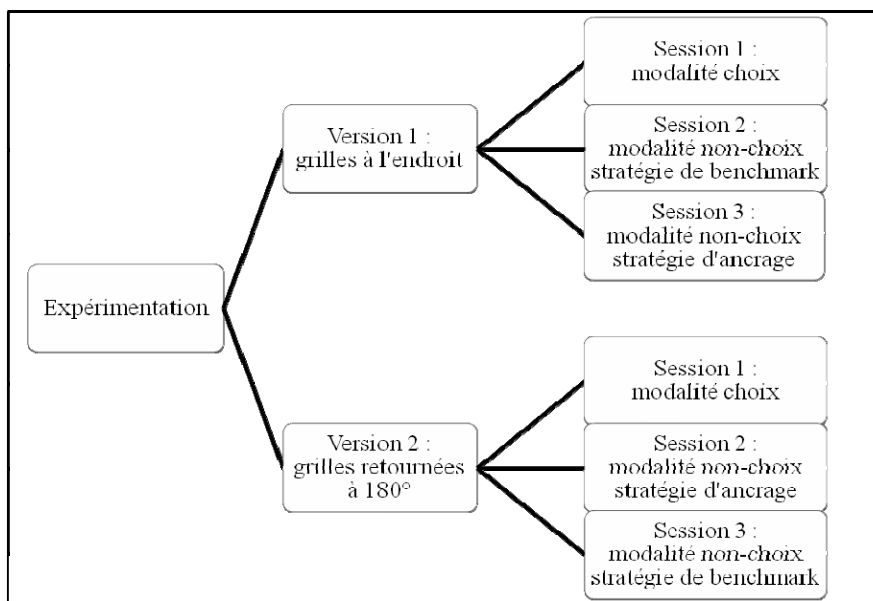 Expérimentation
Version 1 :
grilles à l'endroit
Session 1 :
modalité choix
Session 2 :
modalité non-choix
stratégie de benchmark
Session 3 :
modalité non-choix
stratégie d'ancrage
Version 2 :
grilles retournées
à 180°
Session 1 :
modalité choix
Session 2 :
modalité non-choix
stratégie d'ancrage
Session 3 :
modalité non-choix
stratégie de benchmark